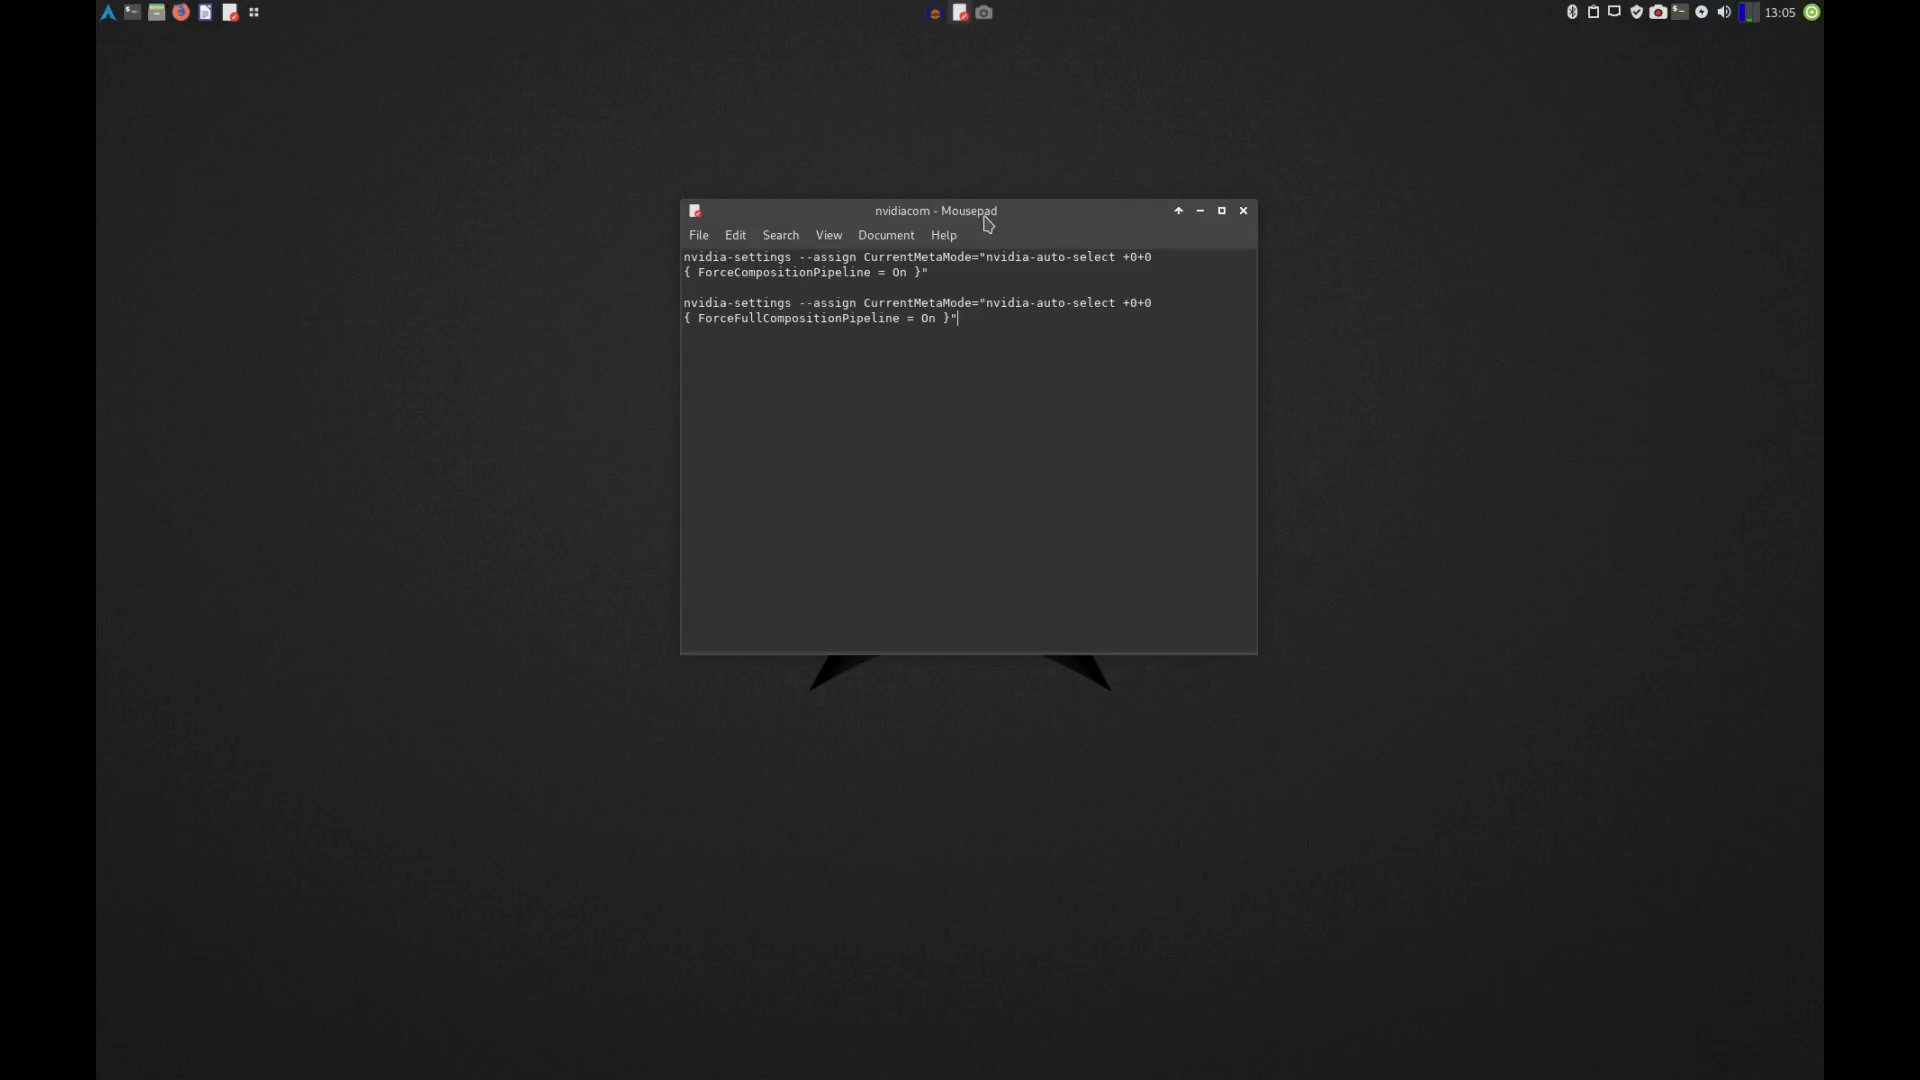 13:05
nvidiacom - Mousepad
File Edit Search View Document Help
nvidia-settings --assign CurrentMetaMode="nvidia-auto-select +0+0
{ ForceCompositionPipeline = On }"
nvidia-settings --assign CurrentMetaMode="nvidia-auto-select +0+0
{ ForceFullCompositionPipeline = On }"